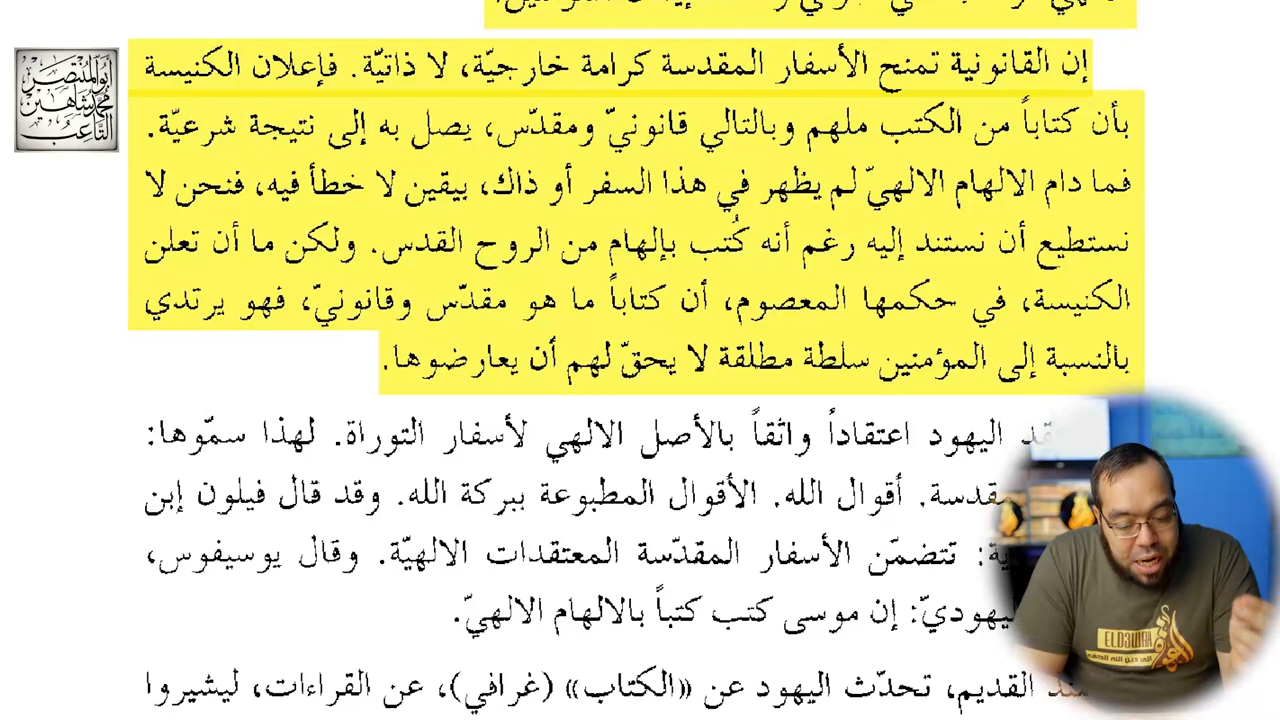 إن القانونية تمنح الأسفار المقدسة كرامة خارجيّة، لا ذاتيّة. فإعلان الكنيسة
بأن كتاباً من الكتب ملهم وبالتالي قانونيّ ومقدّس، يصل به إلى نتيجة شرعيّة.
فما دام الالهام الالهيّ لم يظهر في هذا السفر أو ذاك، بيقين لا خطأ فيه، فنحن لا
نستطيع أن نستند إليه رغم أنه كُتب بإلهام من الروح القدس. ولكن ما أن تعلن
الكنيسة، في حكمها المعصوم، أن كتاباً ما هو مقدّس وقانونيّ، فهو يرتدي
بالنسبة إلى المؤمنين سلطة مطلقة لا يحقّ لهم أن يعارضوها.
اليهود اعتقاداً واثقاً بالأصل الالهي لأسفار التوراة. لهذا سمّوها:
أقوال الله. الأقوال المطبوعة ببركة الله. وقد قال فيلون إبن
تتضمّن الأسفار المقدّسة المعتقدات الالهيّة. وقال يوسيفوس،
إن موسى كتب كتباً بالالهام الالهيّ.
القديم، تحدّث اليهود عن «الكتاب» (غرافي)، عن القراءات، ليشيروا
أبو المنتصر
محمد شاهين
التاعب
ELD3WAH